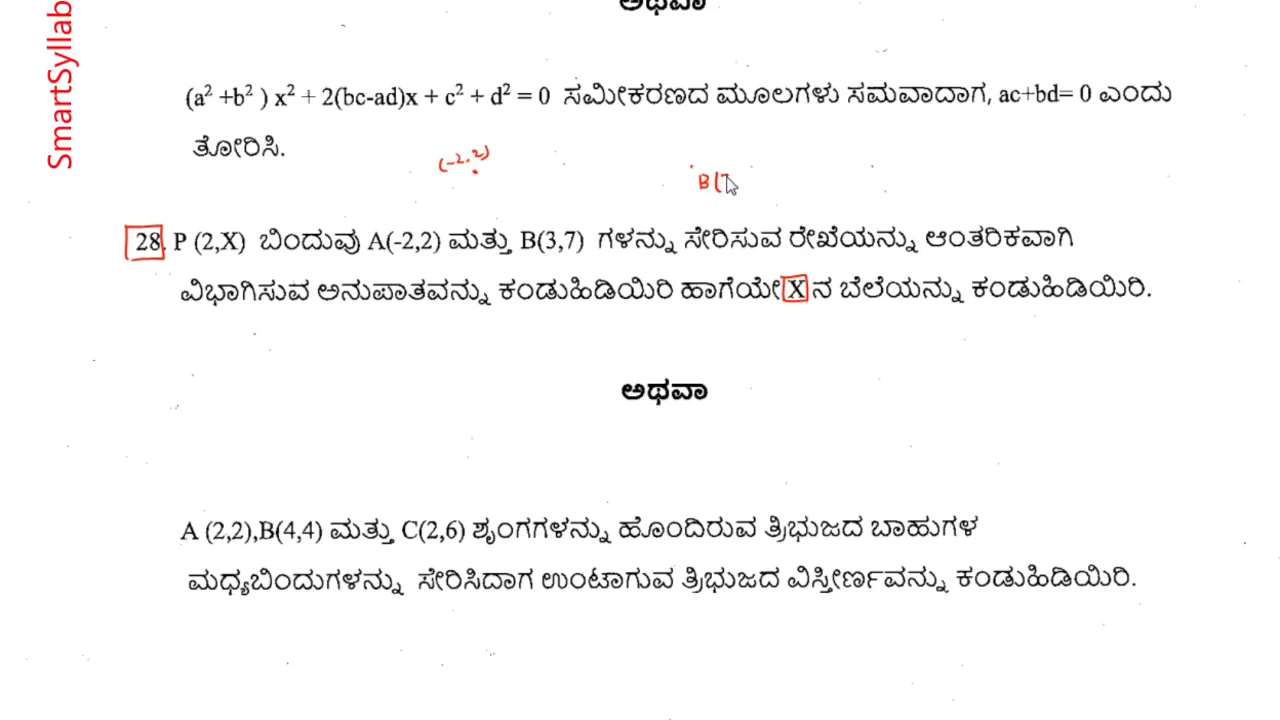 ಅಥವಾ
SmartSyllab
(a² +b² ) x² + 2(bc-ad)x + c² + d² = 0 ಸಮೀಕರಣದ ಮೂಲಗಳು ಸಮವಾದಾಗ, ac+bd= 0 ಎಂದು
ತೋರಿಸಿ.
(-2,2)
B(
28. P (2,X) ಬಿಂದುವು A(-2,2) ಮತ್ತು B(3,7) ಗಳನ್ನು ಸೇರಿಸುವ ರೇಖೆಯನ್ನು ಆಂತರಿಕವಾಗಿ
ವಿಭಾಗಿಸುವ ಅನುಪಾತವನ್ನು ಕಂಡುಹಿಡಿಯಿರಿ ಹಾಗೆಯೇ X ನ ಬೆಲೆಯನ್ನು ಕಂಡುಹಿಡಿಯಿರಿ.
ಅಥವಾ
A (2,2),B(4,4) ಮತ್ತು C(2,6) ಶೃಂಗಗಳನ್ನು ಹೊಂದಿರುವ ತ್ರಿಭುಜದ ಬಾಹುಗಳ
ಮಧ್ಯಬಿಂದುಗಳನ್ನು ಸೇರಿಸಿದಾಗ ಉಂಟಾಗುವ ತ್ರಿಭುಜದ ವಿಸ್ತೀರ್ಣವನ್ನು ಕಂಡುಹಿಡಿಯಿರಿ.